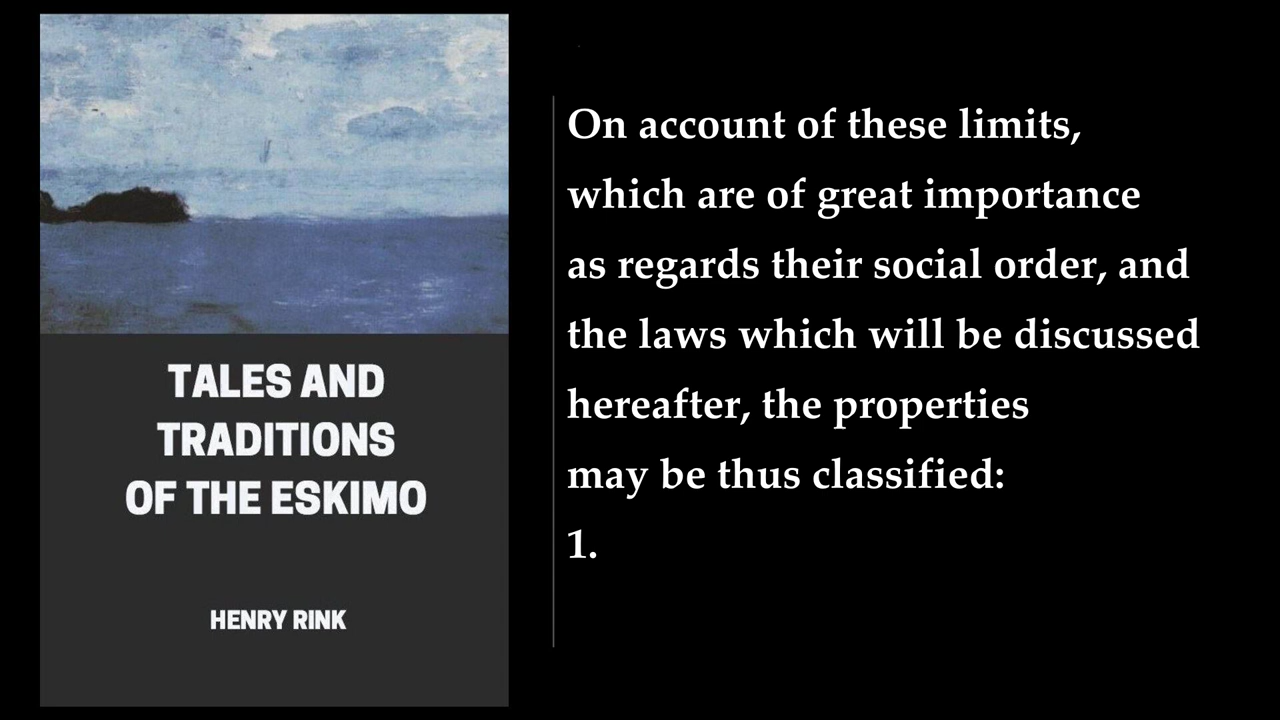 TALES AND
TRADITIONS
OF THE ESKIMO
HENRY RINK
On account of these limits,
which are of great importance
as regards their social order, and
the laws which will be discussed
hereafter, the properties
may be thus classified:
1.